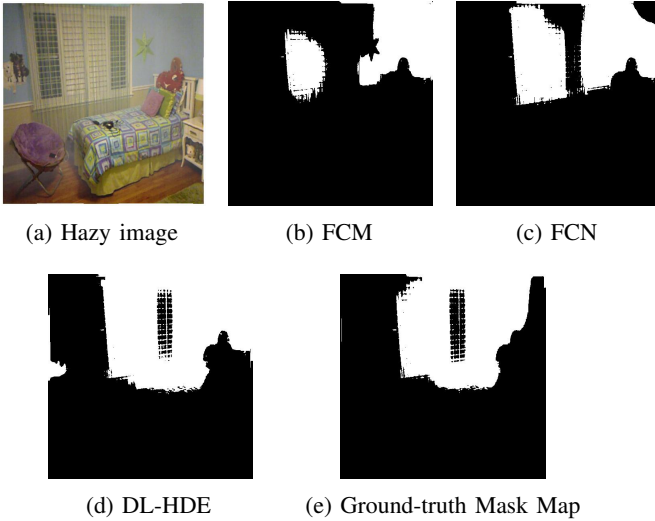 (a) Hazy image
(b) FCM
(c) FCN
(d) DL-HDE
(e) Ground-truth Mask Map